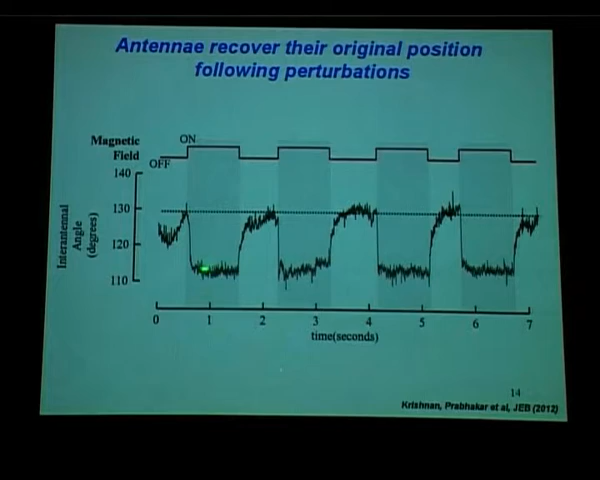 Antennae recover their original position
following perturbations
Magnetic
Field
ON
OFF
140
130
120
110
Interantennal
Angle
(degrees)
0 1 2 3 4 5 6 7
time(seconds)
14
Krishnan, Prabhakar et al, JEB (2012)